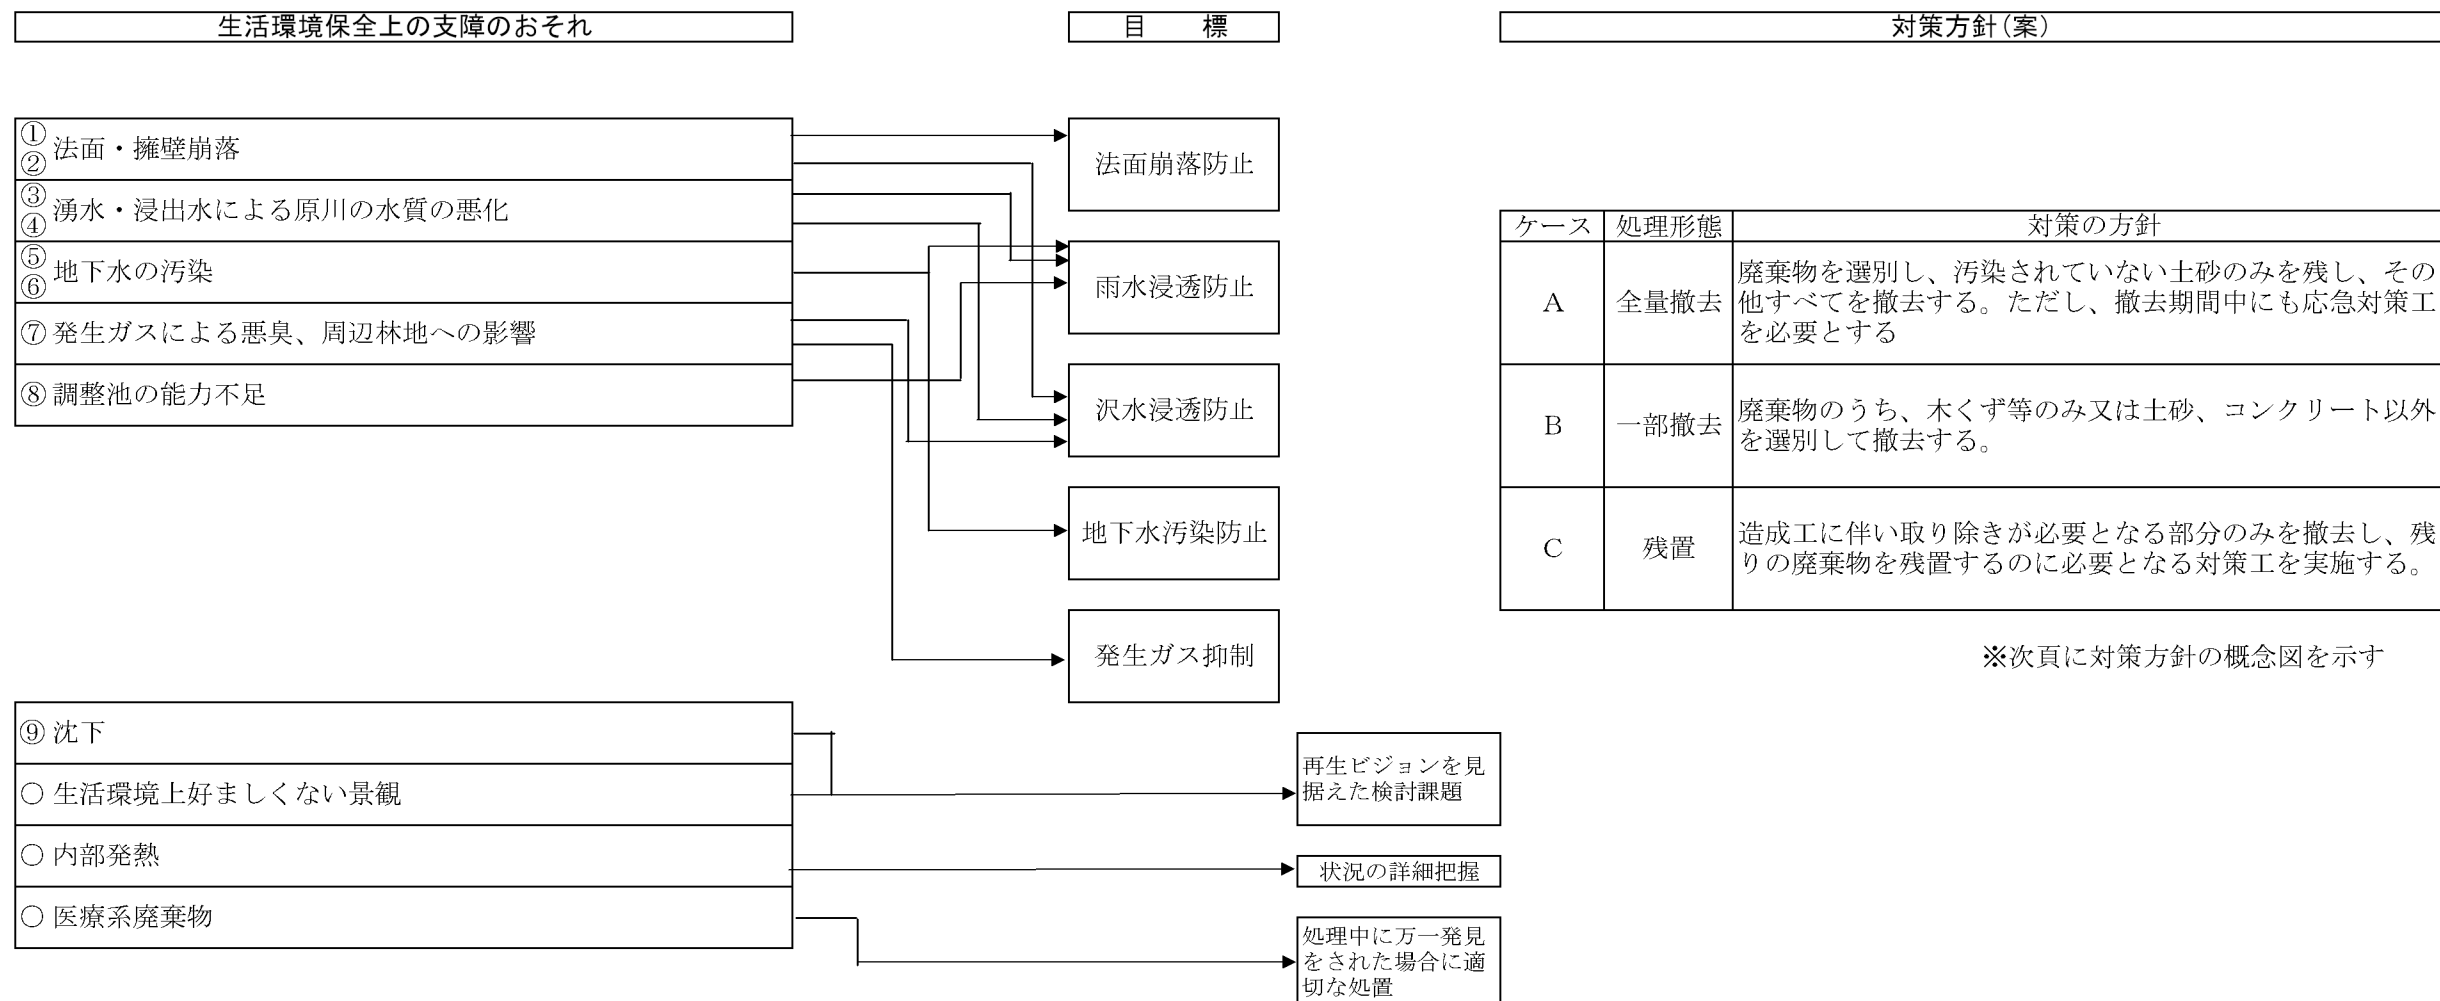 生活環境保全上の支障のおそれ
目 標
対策方針(案)
①
②
法面・擁壁崩落
③
④
湧水・浸出水による原川の水質の悪化
⑤
⑥
地下水の汚染
⑦ 発生ガスによる悪臭、周辺林地への影響
⑧ 調整池の能力不足
法面崩落防止
雨水浸透防止
沢水浸透防止
地下水汚染防止
発生ガス抑制
ケース 処理形態 対策の方針
A 全量撤去
廃棄物を選別し、汚染されていない土砂のみを残し、その
他すべてを撤去する。ただし、撤去期間中にも応急対策工
を必要とする
B 一部撤去
廃棄物のうち、木くず等のみ又は土砂、コンクリート以外
を選別して撤去する。
C 残置
造成工に伴い取り除きが必要となる部分のみを撤去し、残
りの廃棄物を残置するのに必要となる対策工を実施する。
※次頁に対策方針の概念図を示す
⑨ 沈下
○ 生活環境上好ましくない景観
○ 内部発熱
○ 医療系廃棄物
再生ビジョンを見
据えた検討課題
状況の詳細把握
処理中に万一発見
をされた場合に適
切な処置